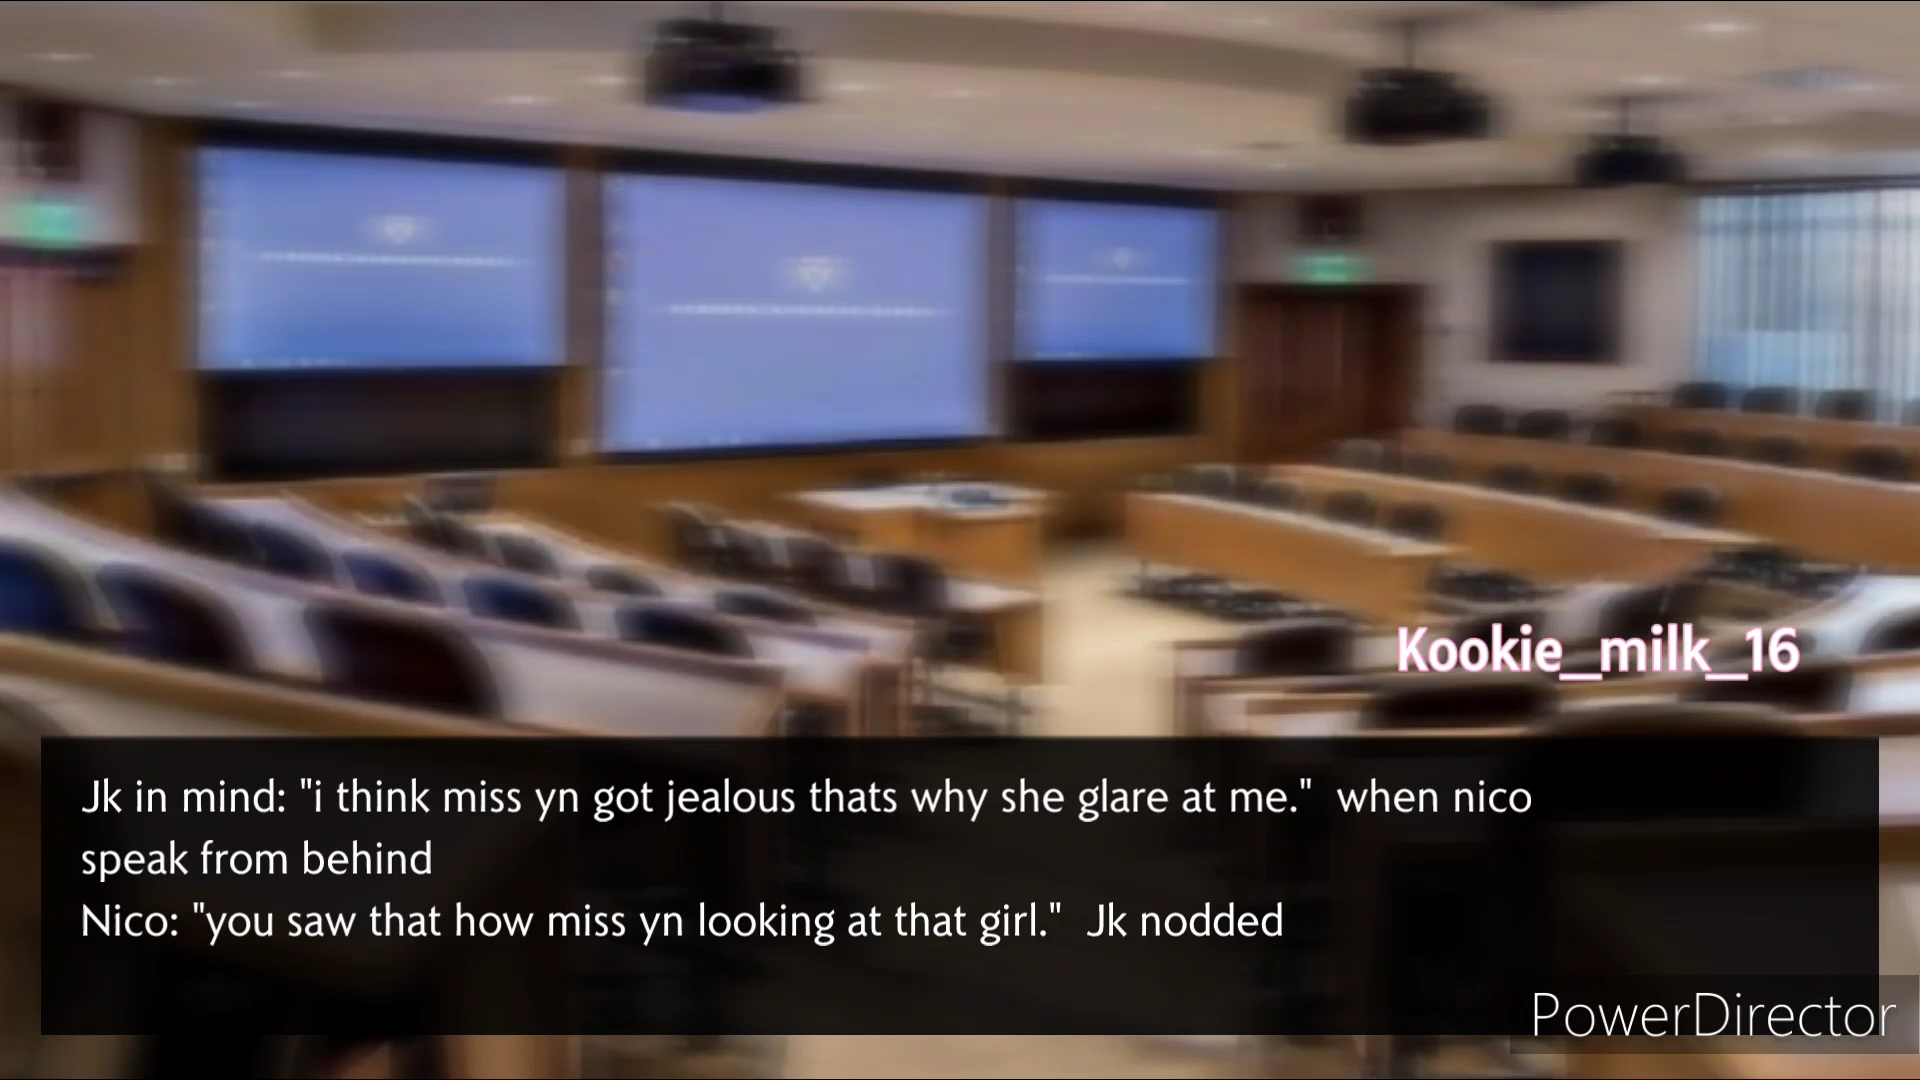 Kookie_milk_16
Jk in mind: "i think miss yn got jealous thats why she glare at me."  when nico
speak from behind
Nico: "you saw that how miss yn looking at that girl."  Jk nodded
PowerDirector